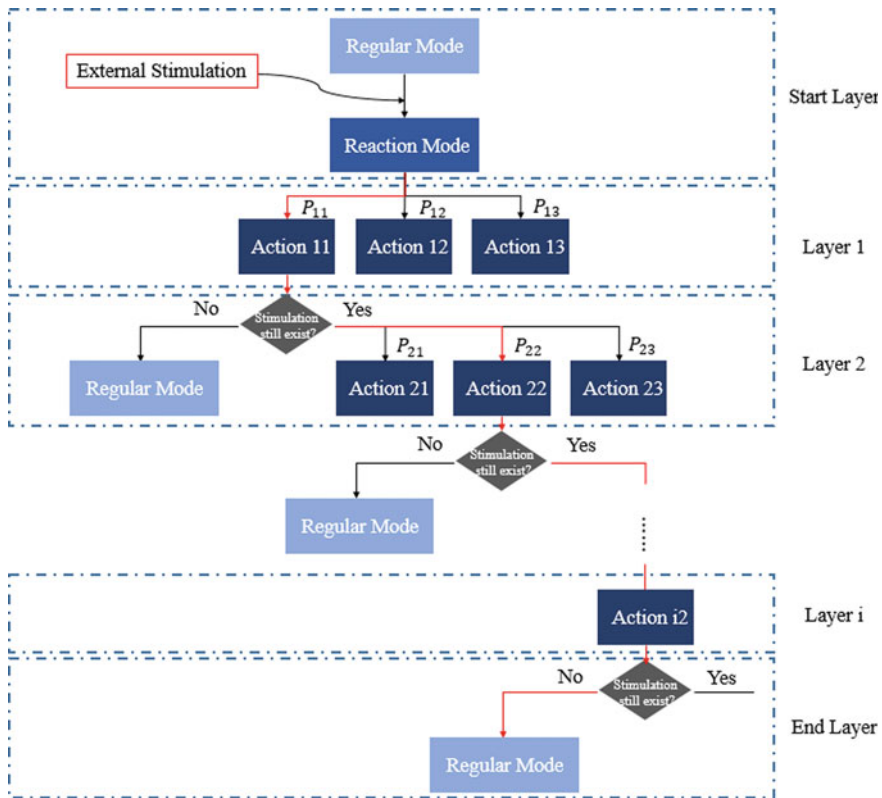 Regular Mode
External Stimulation
Start Layer
Reaction Mode
P₁₁ P₁₂ P₁₃
Action 11 Action 12 Action 13
Layer 1
No Stimulation Yes
still exist?
P₂₁ P₂₂ P₂₃
Regular Mode Action 21 Action 22 Action 23
Layer 2
No Stimulation Yes
still exist?
Regular Mode
......
Action i2
Layer i
No Stimulation Yes
still exist?
End Layer
Regular Mode